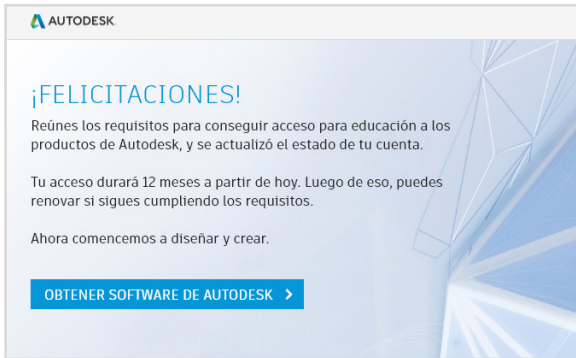 AUTODESK
¡FELICITACIONES!
Reúnes los requisitos para conseguir acceso para educación a los
productos de Autodesk, y se actualizó el estado de tu cuenta.
Tu acceso durará 12 meses a partir de hoy. Luego de eso, puedes
renovar si sigues cumpliendo los requisitos.
Ahora comencemos a diseñar y crear.
OBTENER SOFTWARE DE AUTODESK >